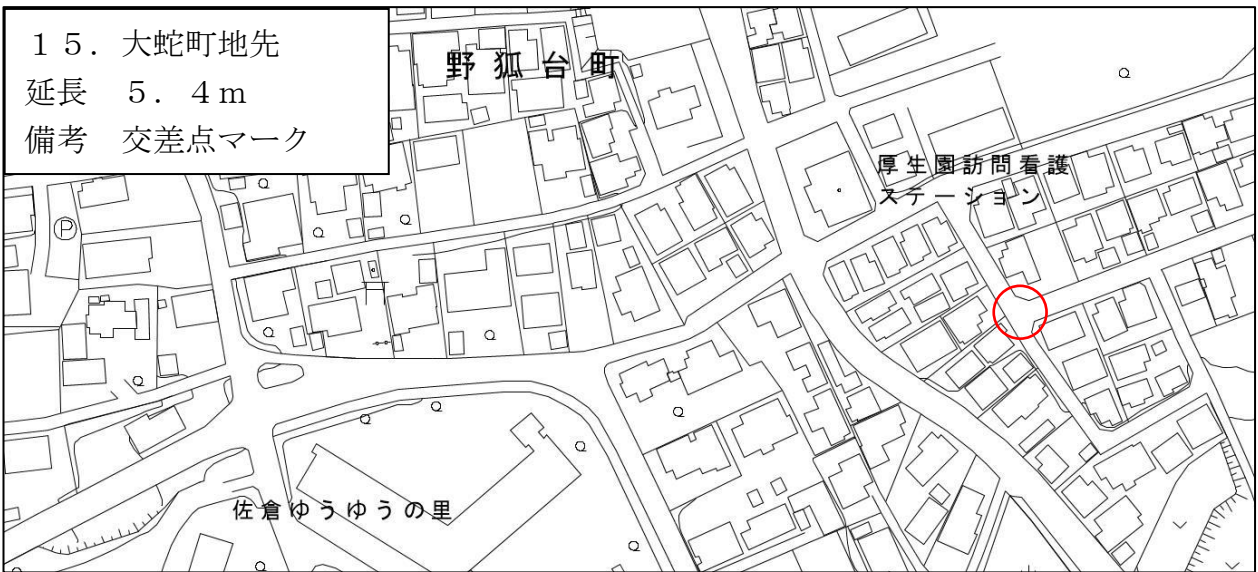 １５．大蛇町地先
延長　５．４ｍ
備考　交差点マーク
野狐台町
厚生園訪問看護
ステーション
P
佐倉ゆうゆうの里